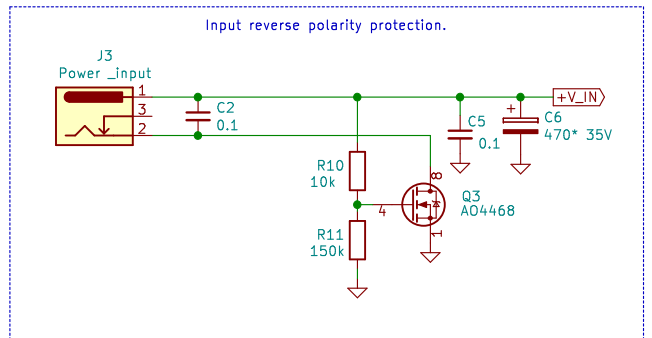 Input reverse polarity protection.
J3
Power _input
1
3
2
C2
0.1
+V_IN
C6
470* 35V
+
C5
0.1
R10
10k
8
Q3
AO4468
4
1
R11
150k